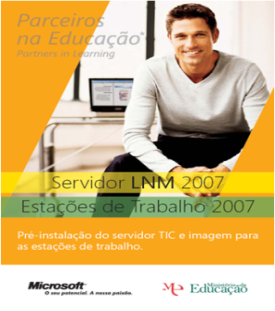 Parceiros
na Educação*
Partners in Learning
Servidor LNM 2007
Estações de Trabalho 2007
Pré-instalação do servidor TIC e imagem para
as estações de trabalho.
Microsoft®
O seu potencial. A nossa paixão.
Me Ministério da
Educação